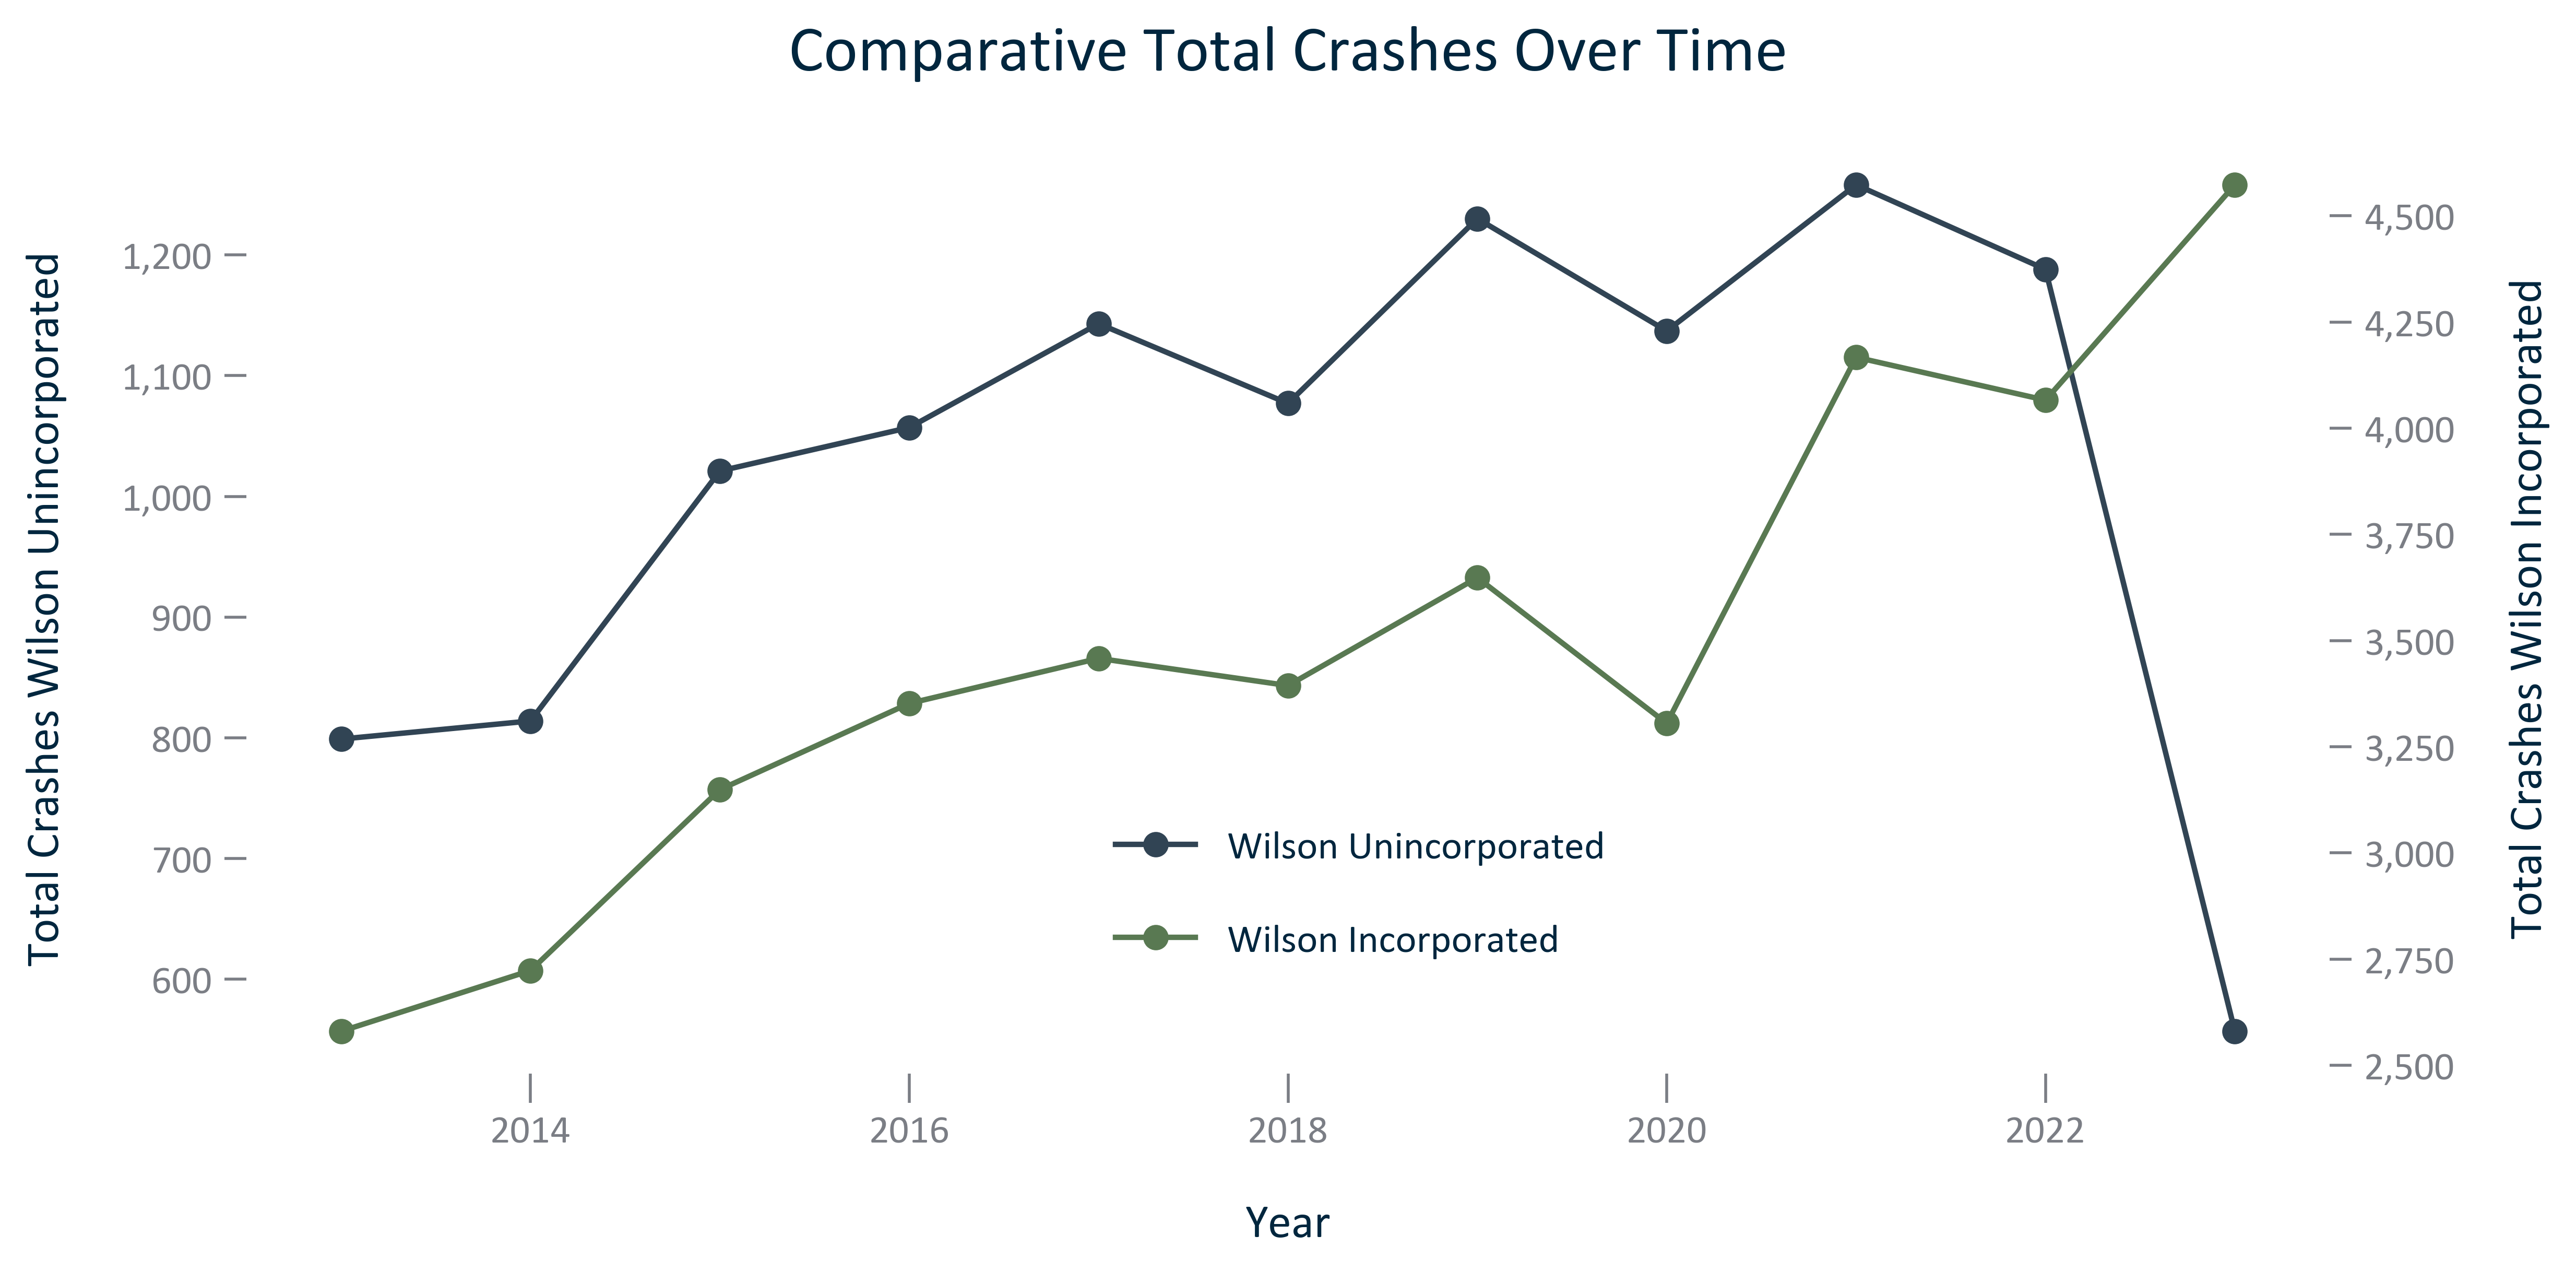 Comparative Total Crashes Over Time
Total Crashes Wilson Unincorporated
1,200
1,100
1,000
900
800
700
600
Wilson Unincorporated
Wilson Incorporated
4,500
4,250
4,000
3,750
3,500
3,250
3,000
2,750
2,500
Total Crashes Wilson Incorporated
2014 2016 2018 2020 2022
Year